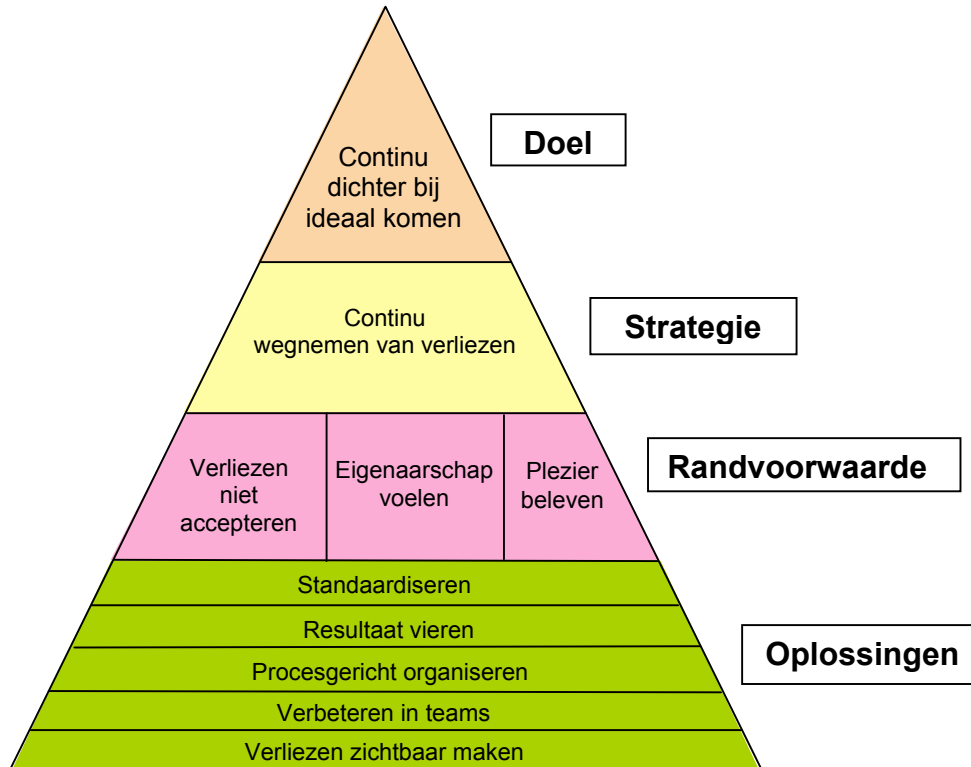 Doel
Continu
dichter bij
ideaal komen
Strategie
Continu
wegnemen van verliezen
Randvoorwaarde
Verliezen
niet
accepteren
Eigenaarschap
voelen
Plezier
beleven
Standaardiseren
Resultaat vieren
Oplossingen
Procesgericht organiseren
Verbeteren in teams
Verliezen zichtbaar maken